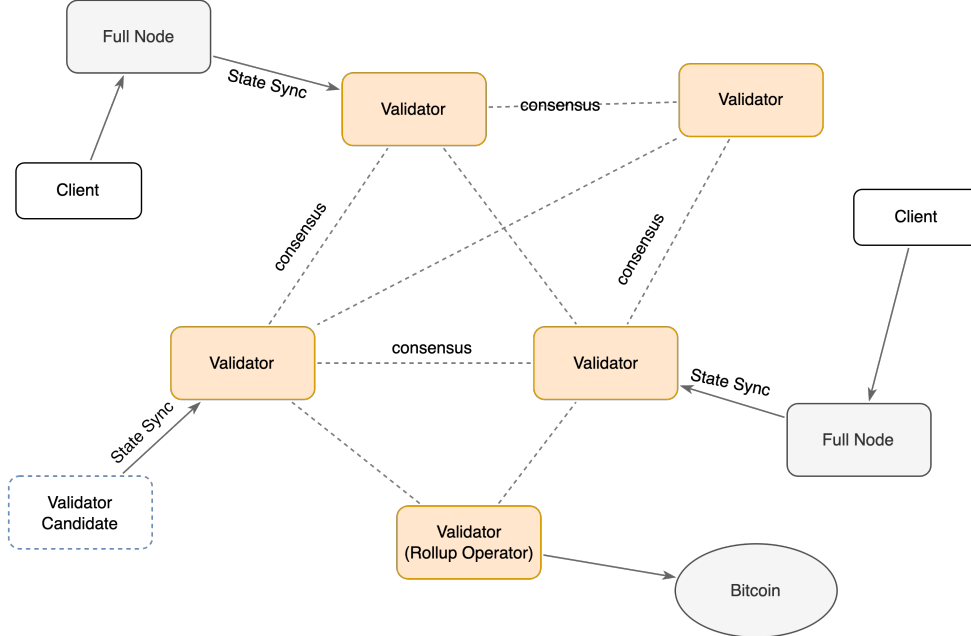 Full Node
State Sync
Validator
consensus
Validator
Client
Client
consensus
consensus
Validator
consensus
Validator
State Sync
State Sync
Full Node
Validator
Candidate
Validator
(Rollup Operator)
Bitcoin